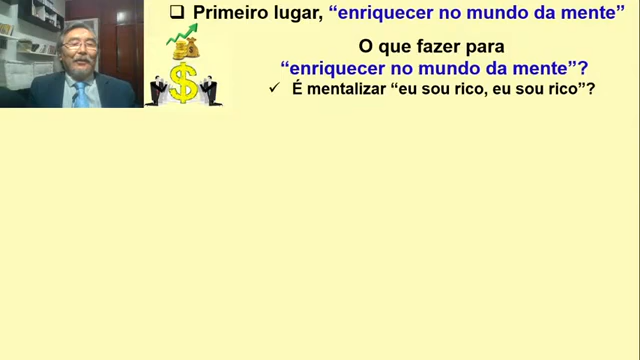 ❑ Primeiro lugar, “enriquecer no mundo da mente”
O que fazer para
“enriquecer no mundo da mente”?
✓ É mentalizar “eu sou rico, eu sou rico”?
$